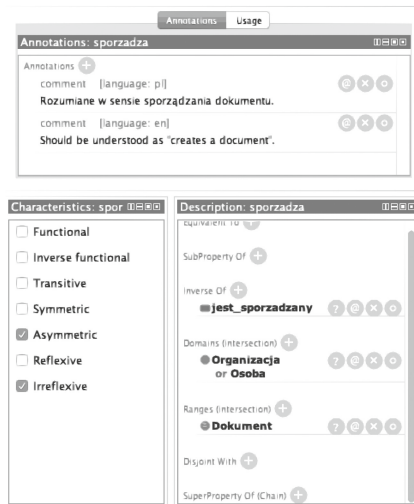 Annotations Usage
Annotations: sporzadza
Annotations
comment [language: pl]
Rozumiane w sensie sporządzania dokumentu.
comment [language: en]
Should be understood as "creates a document".
Characteristics: spor
Functional
Inverse functional
Transitive
Symmetric
Asymmetric
Reflexive
Irreflexive
Description: sporzadza
Equivalent To
SubProperty Of
Inverse Of
jest_sporzadzany
Domains (intersection)
Organizacja
or Osoba
Ranges (intersection)
Dokument
Disjoint With
SuperProperty Of (Chain)